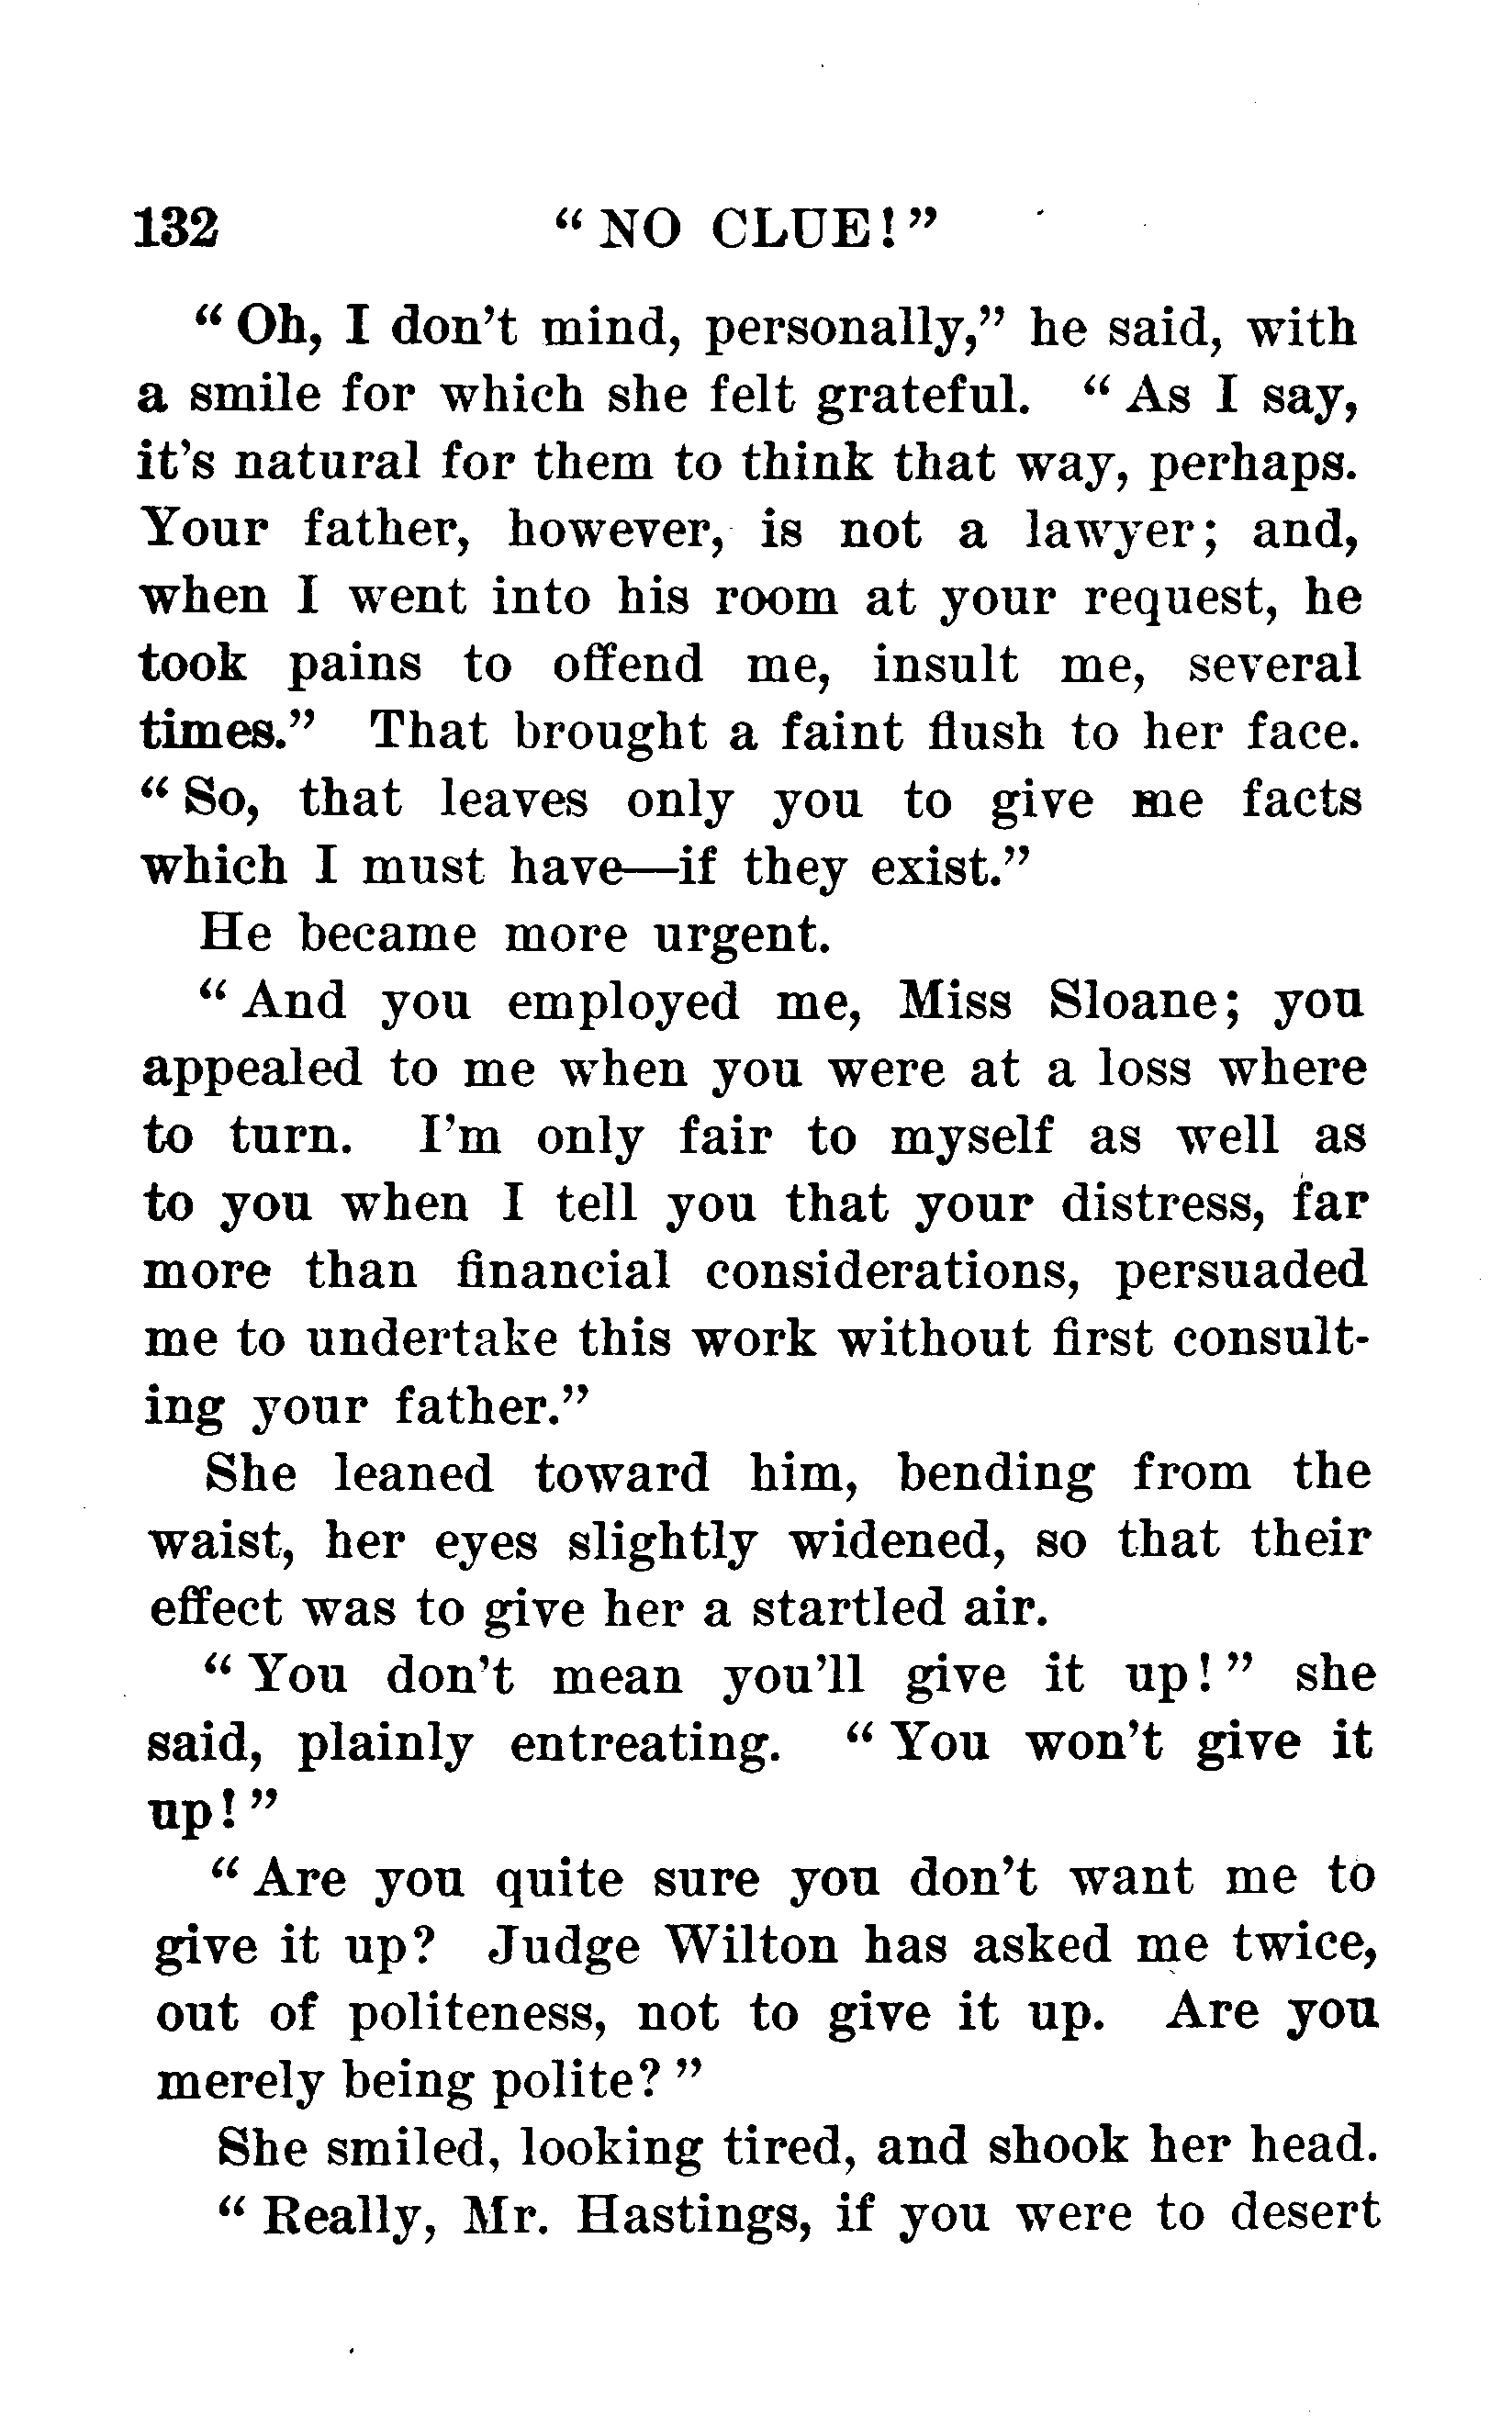 132 “ NO CLUE! ”
“ Oh, I don’t mind, personally,” he said, with
a smile for which she felt grateful. “ As I say,
it’s natural for them to think that way, perhaps.
Your father, however, is not a lawyer; and,
when I went into his room at your request, he
took pains to offend me, insult me, several
times.” That brought a faint flush to her face.
“ So, that leaves only you to give me facts
which I must have—if they exist.”
He became more urgent.
“ And you employed me, Miss Sloane; you
appealed to me when you were at a loss where
to turn. I’m only fair to myself as well as
to you when I tell you that your distress, far
more than financial considerations, persuaded
me to undertake this work without first consult-
ing your father.”
She leaned toward him, bending from the
waist, her eyes slightly widened, so that their
effect was to give her a startled air.
“ You don’t mean you’ll give it up! ” she
said, plainly entreating. “ You won’t give it
up! ”
“ Are you quite sure you don’t want me to
give it up? Judge Wilton has asked me twice,
out of politeness, not to give it up. Are you
merely being polite? ”
She smiled, looking tired, and shook her head.
“ Really, Mr. Hastings, if you were to desert